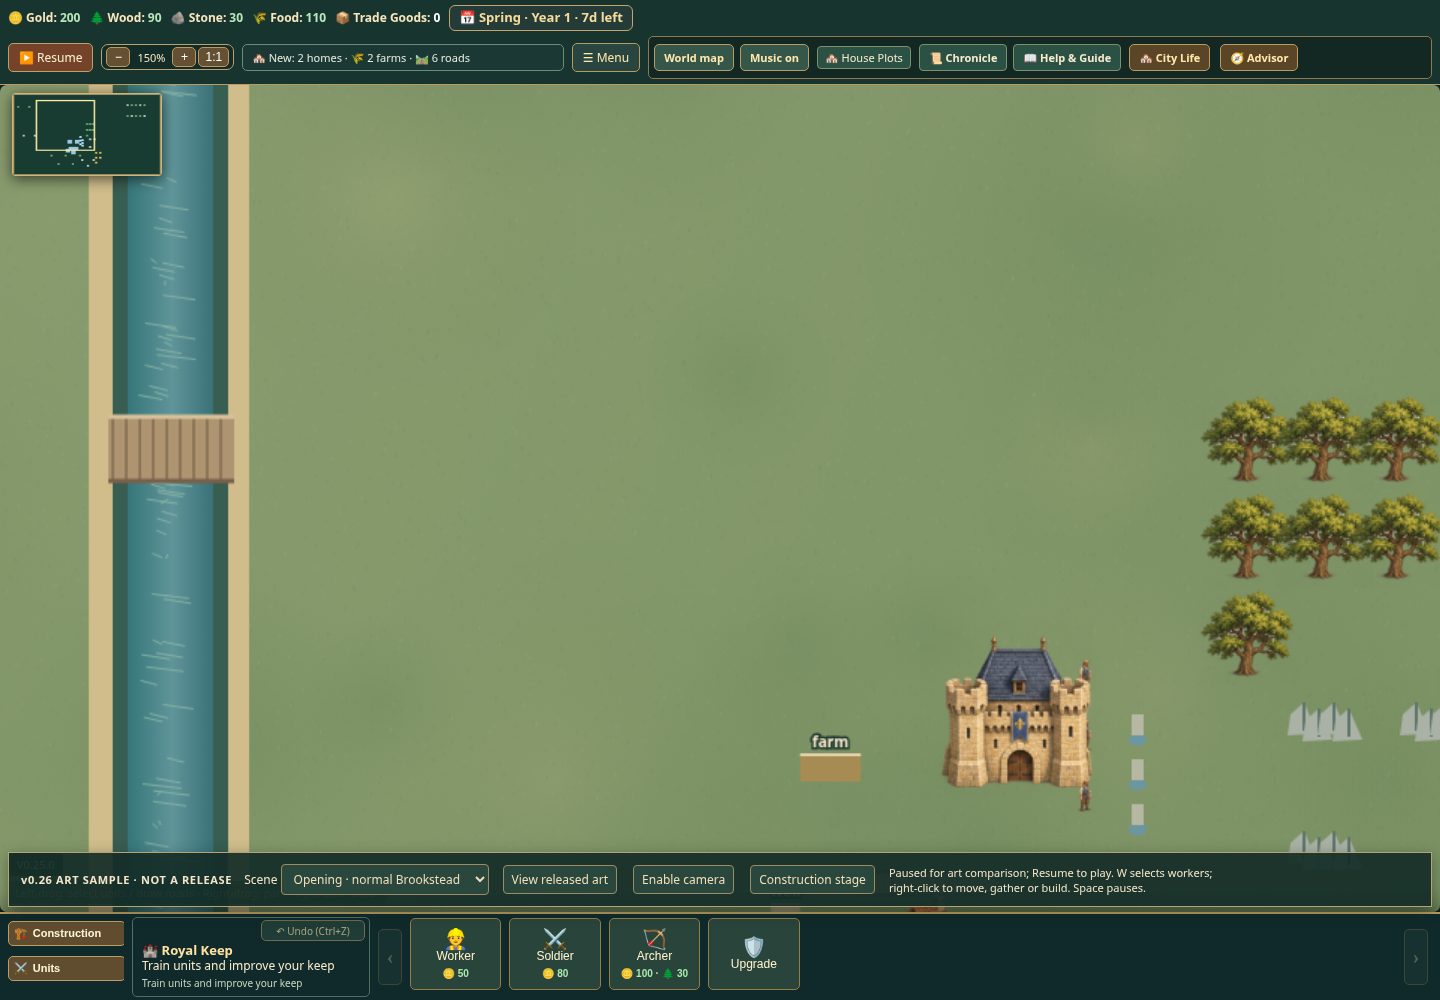 Gold: 200 Wood: 90 Stone: 30 Food: 110 Trade Goods: 0 Spring · Year 1 · 7d left
Resume − 150% + 1:1 New: 2 homes · 2 farms · 6 roads ☰ Menu World map Music on House Plots Chronicle Help & Guide City Life Advisor
farm
v0.25.0
v0.26 ART SAMPLE · NOT A RELEASE Scene Opening · normal Brookstead View released art Enable camera Construction stage Paused for art comparison; Resume to play. W selects workers;
right-click to move, gather or build. Space pauses.
Construction
Units
↶ Undo (Ctrl+Z)
Royal Keep
Train units and improve your keep
Train units and improve your keep
‹
Worker
50
Soldier
80
Archer
100 · 30
Upgrade
›